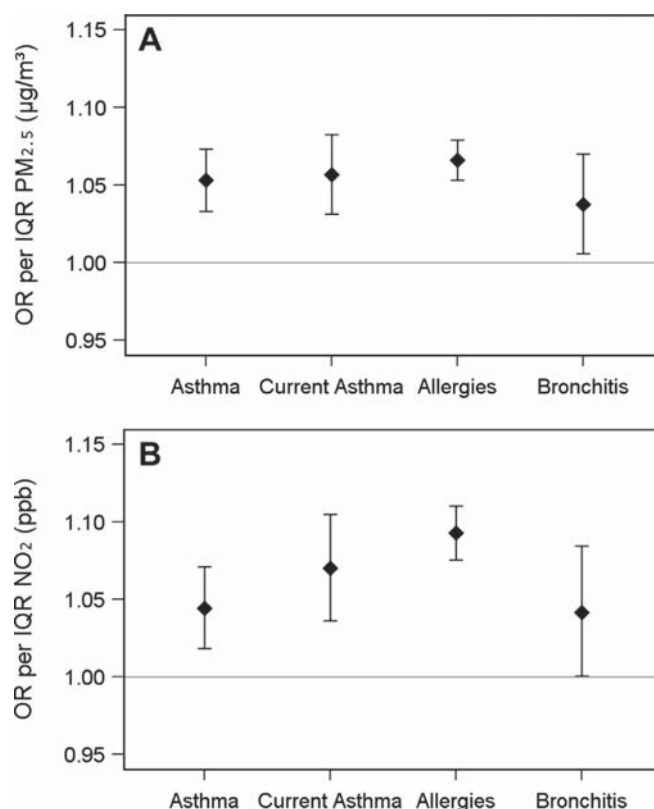 A
OR per IQR PM₂.₅ (µg/m³)
1.15
1.10
1.05
1.00
0.95
Asthma Current Asthma Allergies Bronchitis
B
OR per IQR NO₂ (ppb)
1.15
1.10
1.05
1.00
0.95
Asthma Current Asthma Allergies Bronchitis